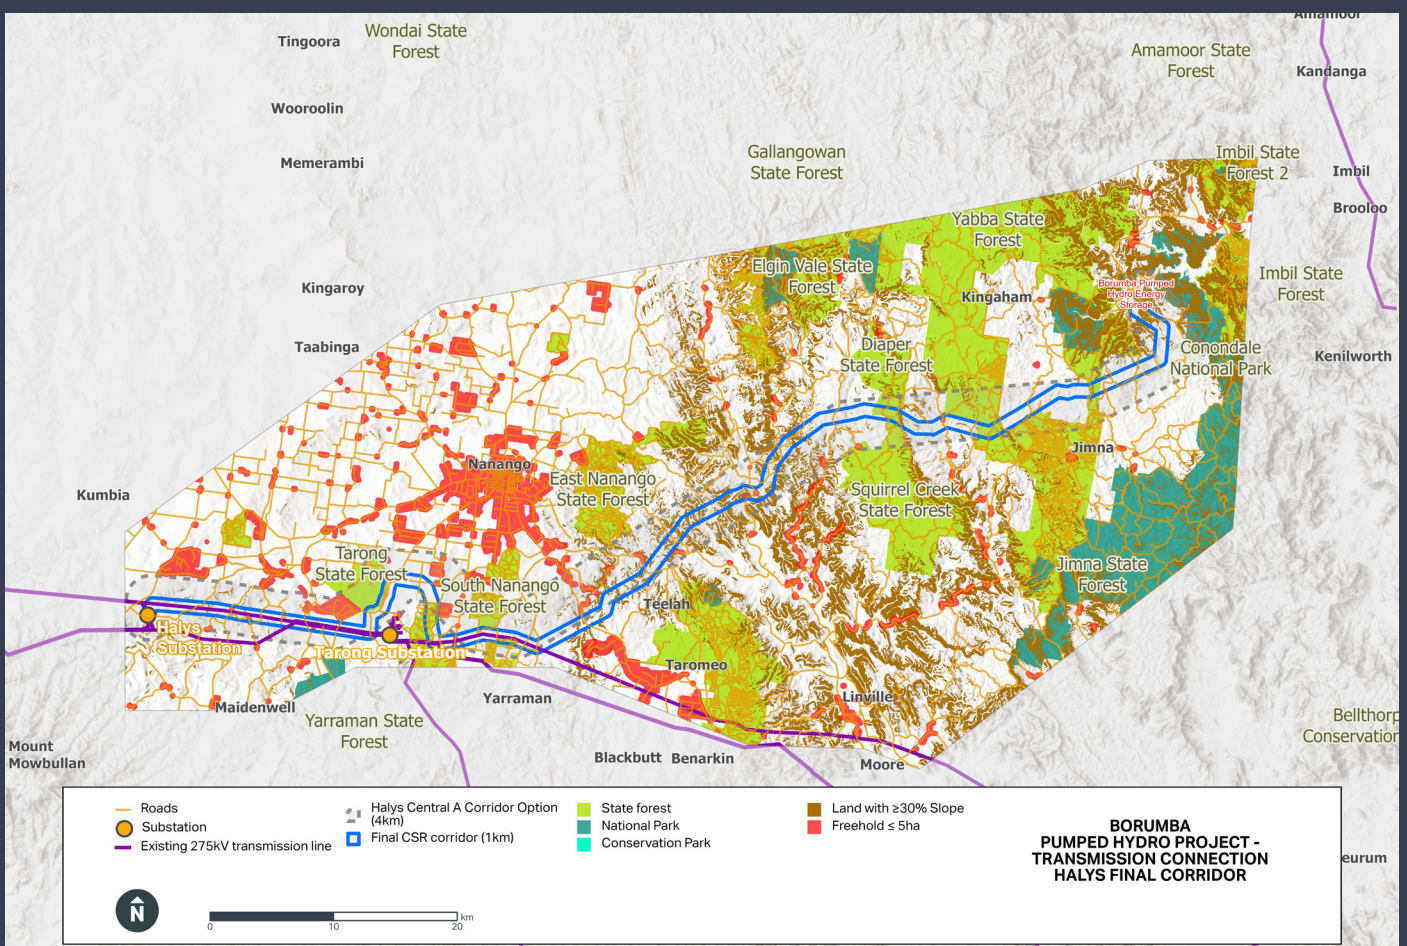 Amamoor
Tingoora
Wondai State
Forest
Amamoor State
Forest
Kandanga
Wooroolin
Memerambi
Gallangowan
State Forest
Imbil State
Forest 2
Imbil
Brooloo
Yabba State
Forest
Elgin Vale State
Forest
Imbil State
Forest
Kingaroy
Kingaham
Borumba Pumped
Hydro Energy
Storage
Taabinga
Diaper
State Forest
Conondale
National Park
Kenilworth
Jimna
Nanango
Kumbia
East Nanango
State Forest
Squirrel Creek
State Forest
Tarong
State Forest
South Nanango
State Forest
Jimna State
Forest
Teelah
Halys
Substation
Tarong Substation
Taromeo
Maidenwell
Yarraman
Linville
Yarraman State
Forest
Bellthorp
Conservation
Mount
Mowbullan
Blackbutt
Benarkin
Moore
eurum
Roads
Substation
Existing 275kV transmission line
Halys Central A Corridor Option
(4km)
Final CSR corridor (1km)
State forest
National Park
Conservation Park
Land with ≥30% Slope
Freehold ≤ 5ha
BORUMBA
PUMPED HYDRO PROJECT -
TRANSMISSION CONNECTION
HALYS FINAL CORRIDOR
N
km
0 10 20